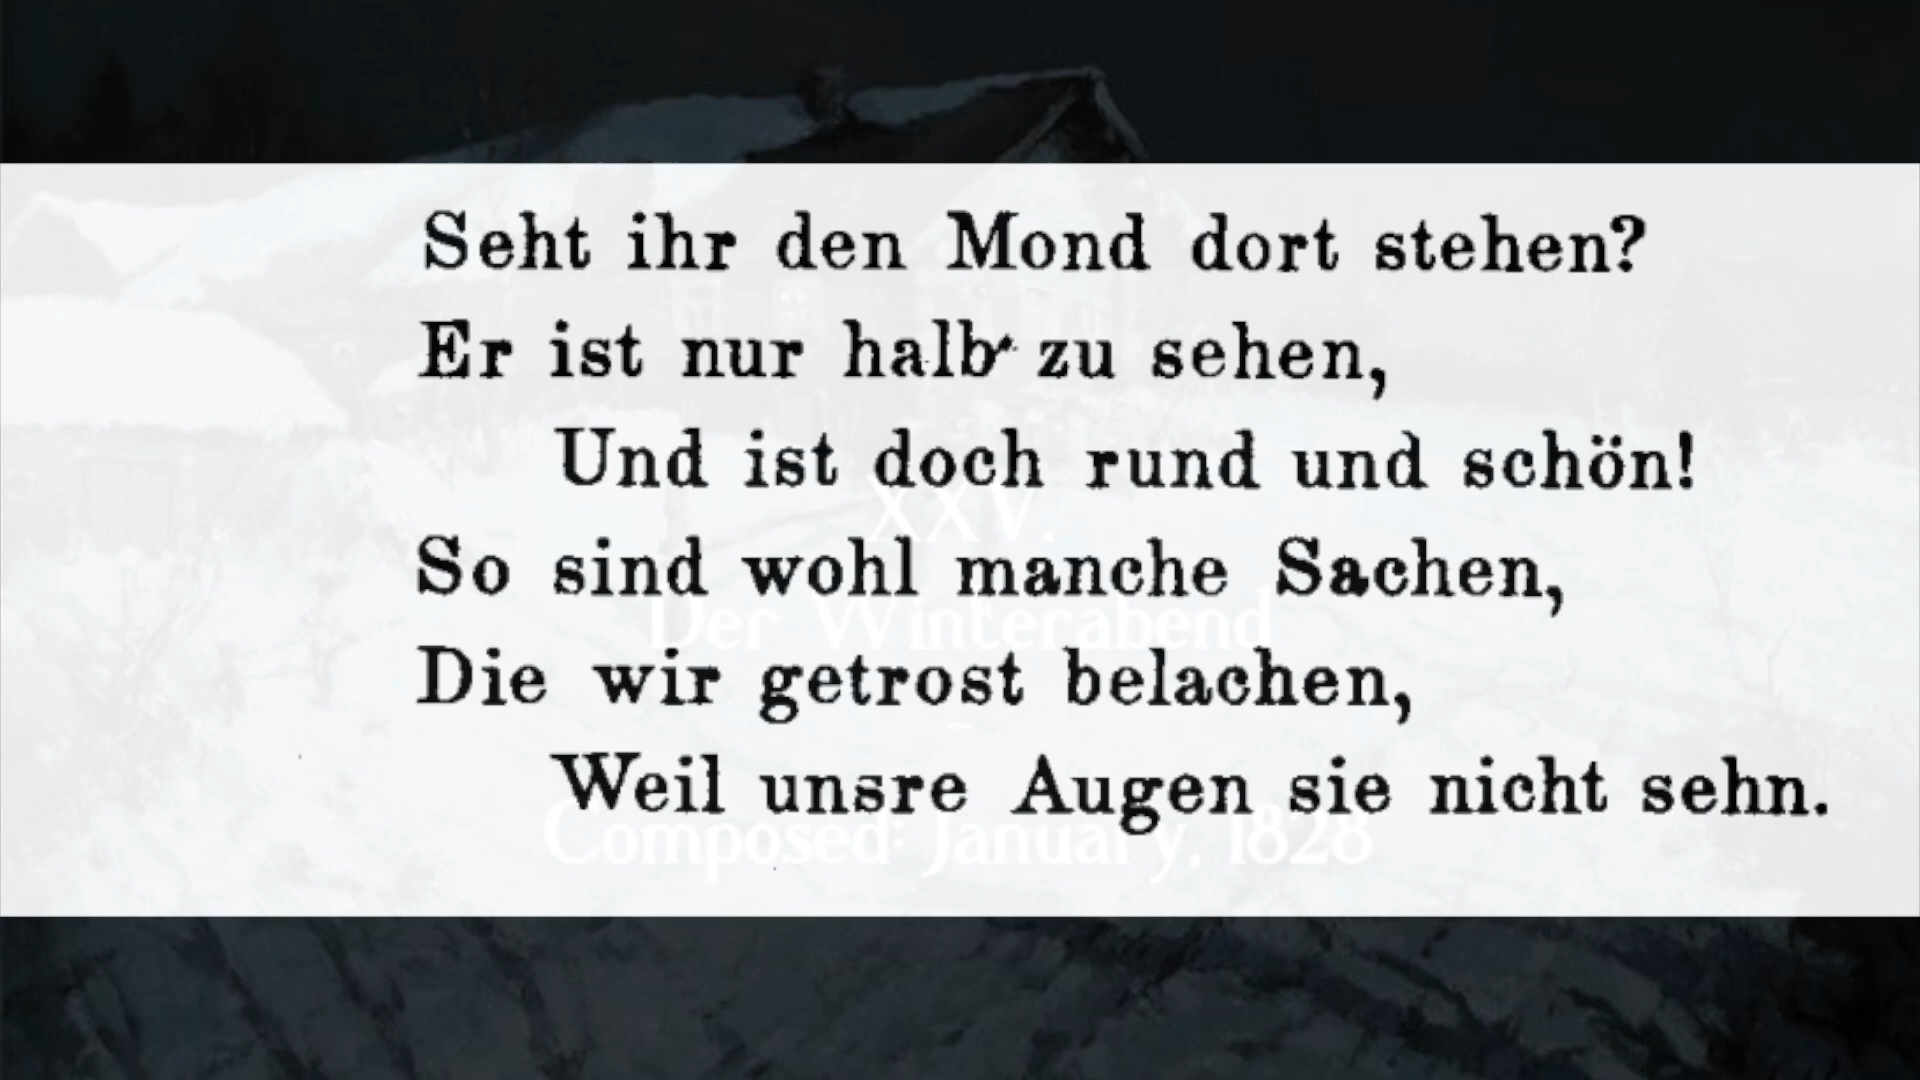 Seht ihr den Mond dort stehen?
Er ist nur halb zu sehen,
Und ist doch rund und schön!
XXV.
So sind wohl manche Sachen,
Der Winterabend
Die wir getrost belachen,
-
Weil unsre Augen sie nicht sehn.
Composed: January, 1828